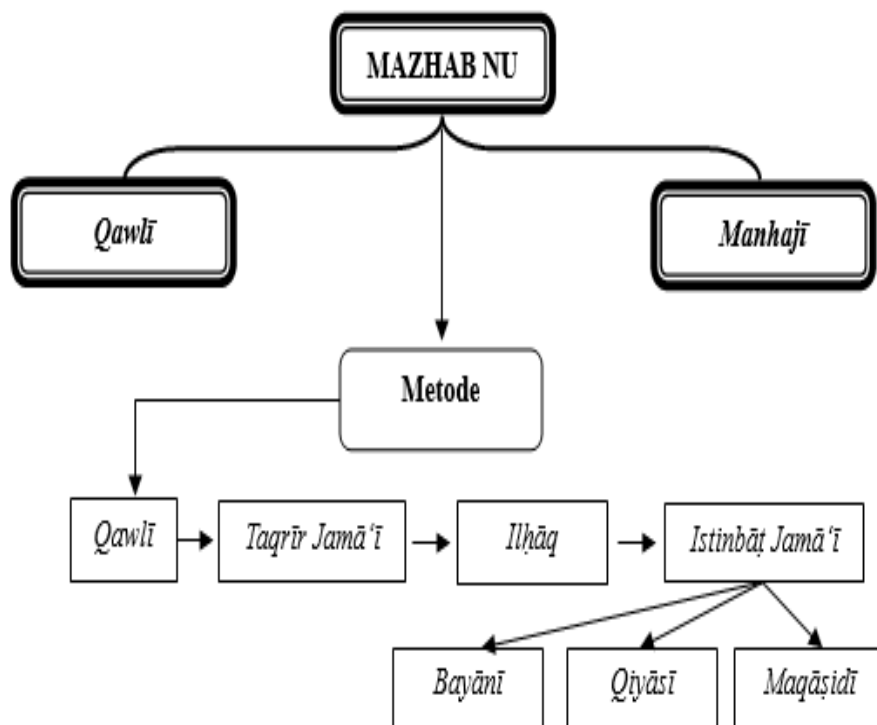 MAZHAB NU
Qawlī
Manhajī
Metode
Qawlī
Taqrīr Jamā‘ī
Ilḥāq
Istinbāṭ Jamā‘ī
Bayānī
Qiyāsī
Maqāṣidī